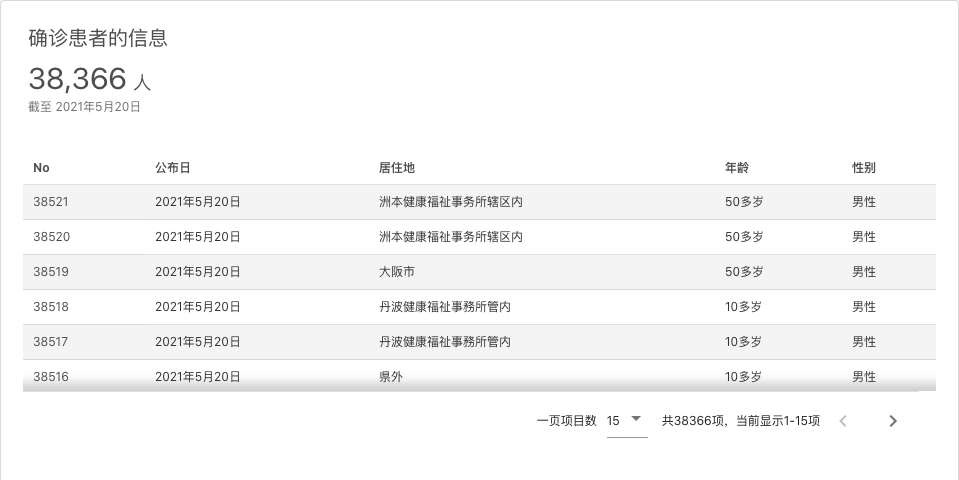 确诊患者的信息
38,366 人
截至 2021年5月20日
No 公布日 居住地 年龄 性别
38521 2021年5月20日 洲本健康福祉事务所辖区内 50多岁 男性
38520 2021年5月20日 洲本健康福祉事务所辖区内 50多岁 男性
38519 2021年5月20日 大阪市 50多岁 男性
38518 2021年5月20日 丹波健康福祉事務所管内 10多岁 男性
38517 2021年5月20日 丹波健康福祉事務所管内 10多岁 男性
38516 2021年5月20日 県外 10多岁 男性
一页项目数 15 共38366项，当前显示1-15项